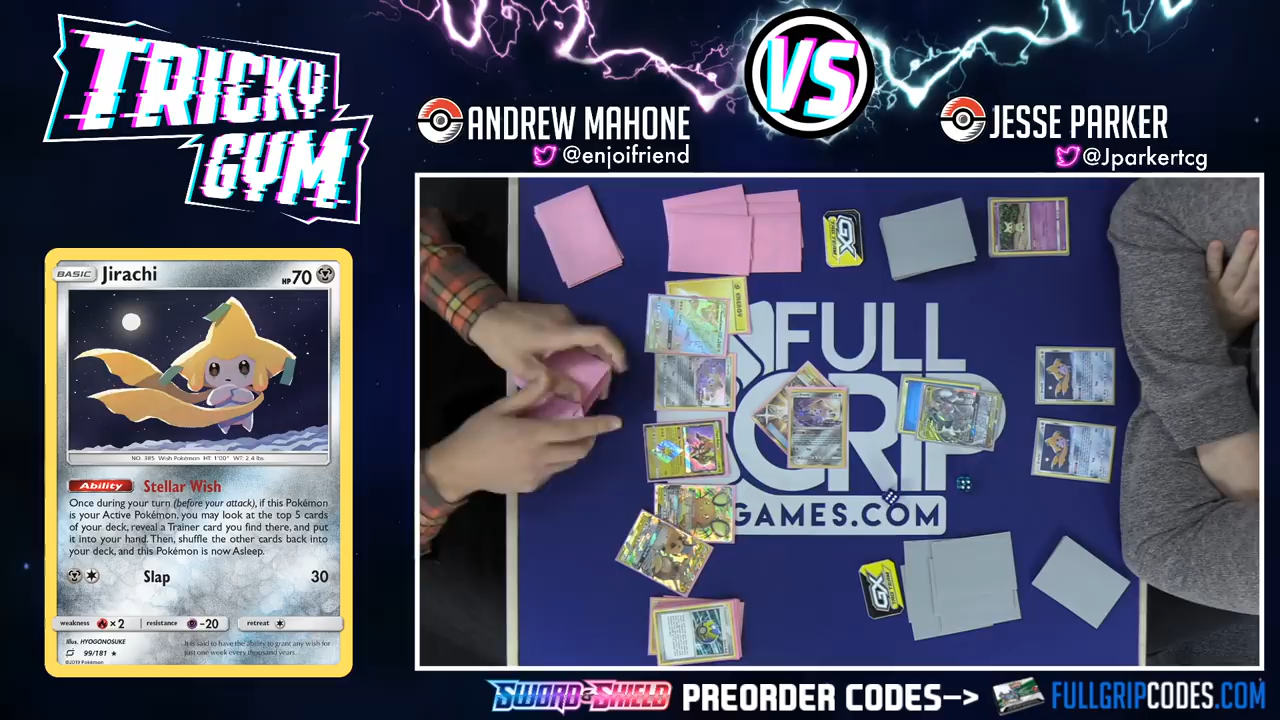 TRICKY
GYM
VS
ANDREW MAHONE
@enjoifriend
JESSE PARKER
@Jparkertcg
BASIC Jirachi HP70
NO. 385 Wish Pokémon HT: 1'00" WT: 2.4 lbs
Ability Stellar Wish
Once during your turn (before your attack), if this Pokémon
is your Active Pokémon, you may look at the top 5 cards
of your deck, reveal a Trainer card you find there, and put
it into your hand. Then, shuffle the other cards back into
your deck, and this Pokémon is now Asleep.
Slap 30
weakness ×2 resistance -20 retreat
Illus. HYOGONOSUKE
99/181
©2019 Pokémon
It is said to have the ability to grant any wish for
just one week every thousand years.
GX
ENERGY
FULL
GRIP
GAMES.COM
GX
SWORD & SHIELD PREORDER CODES--> FULLGRIPCODES.COM